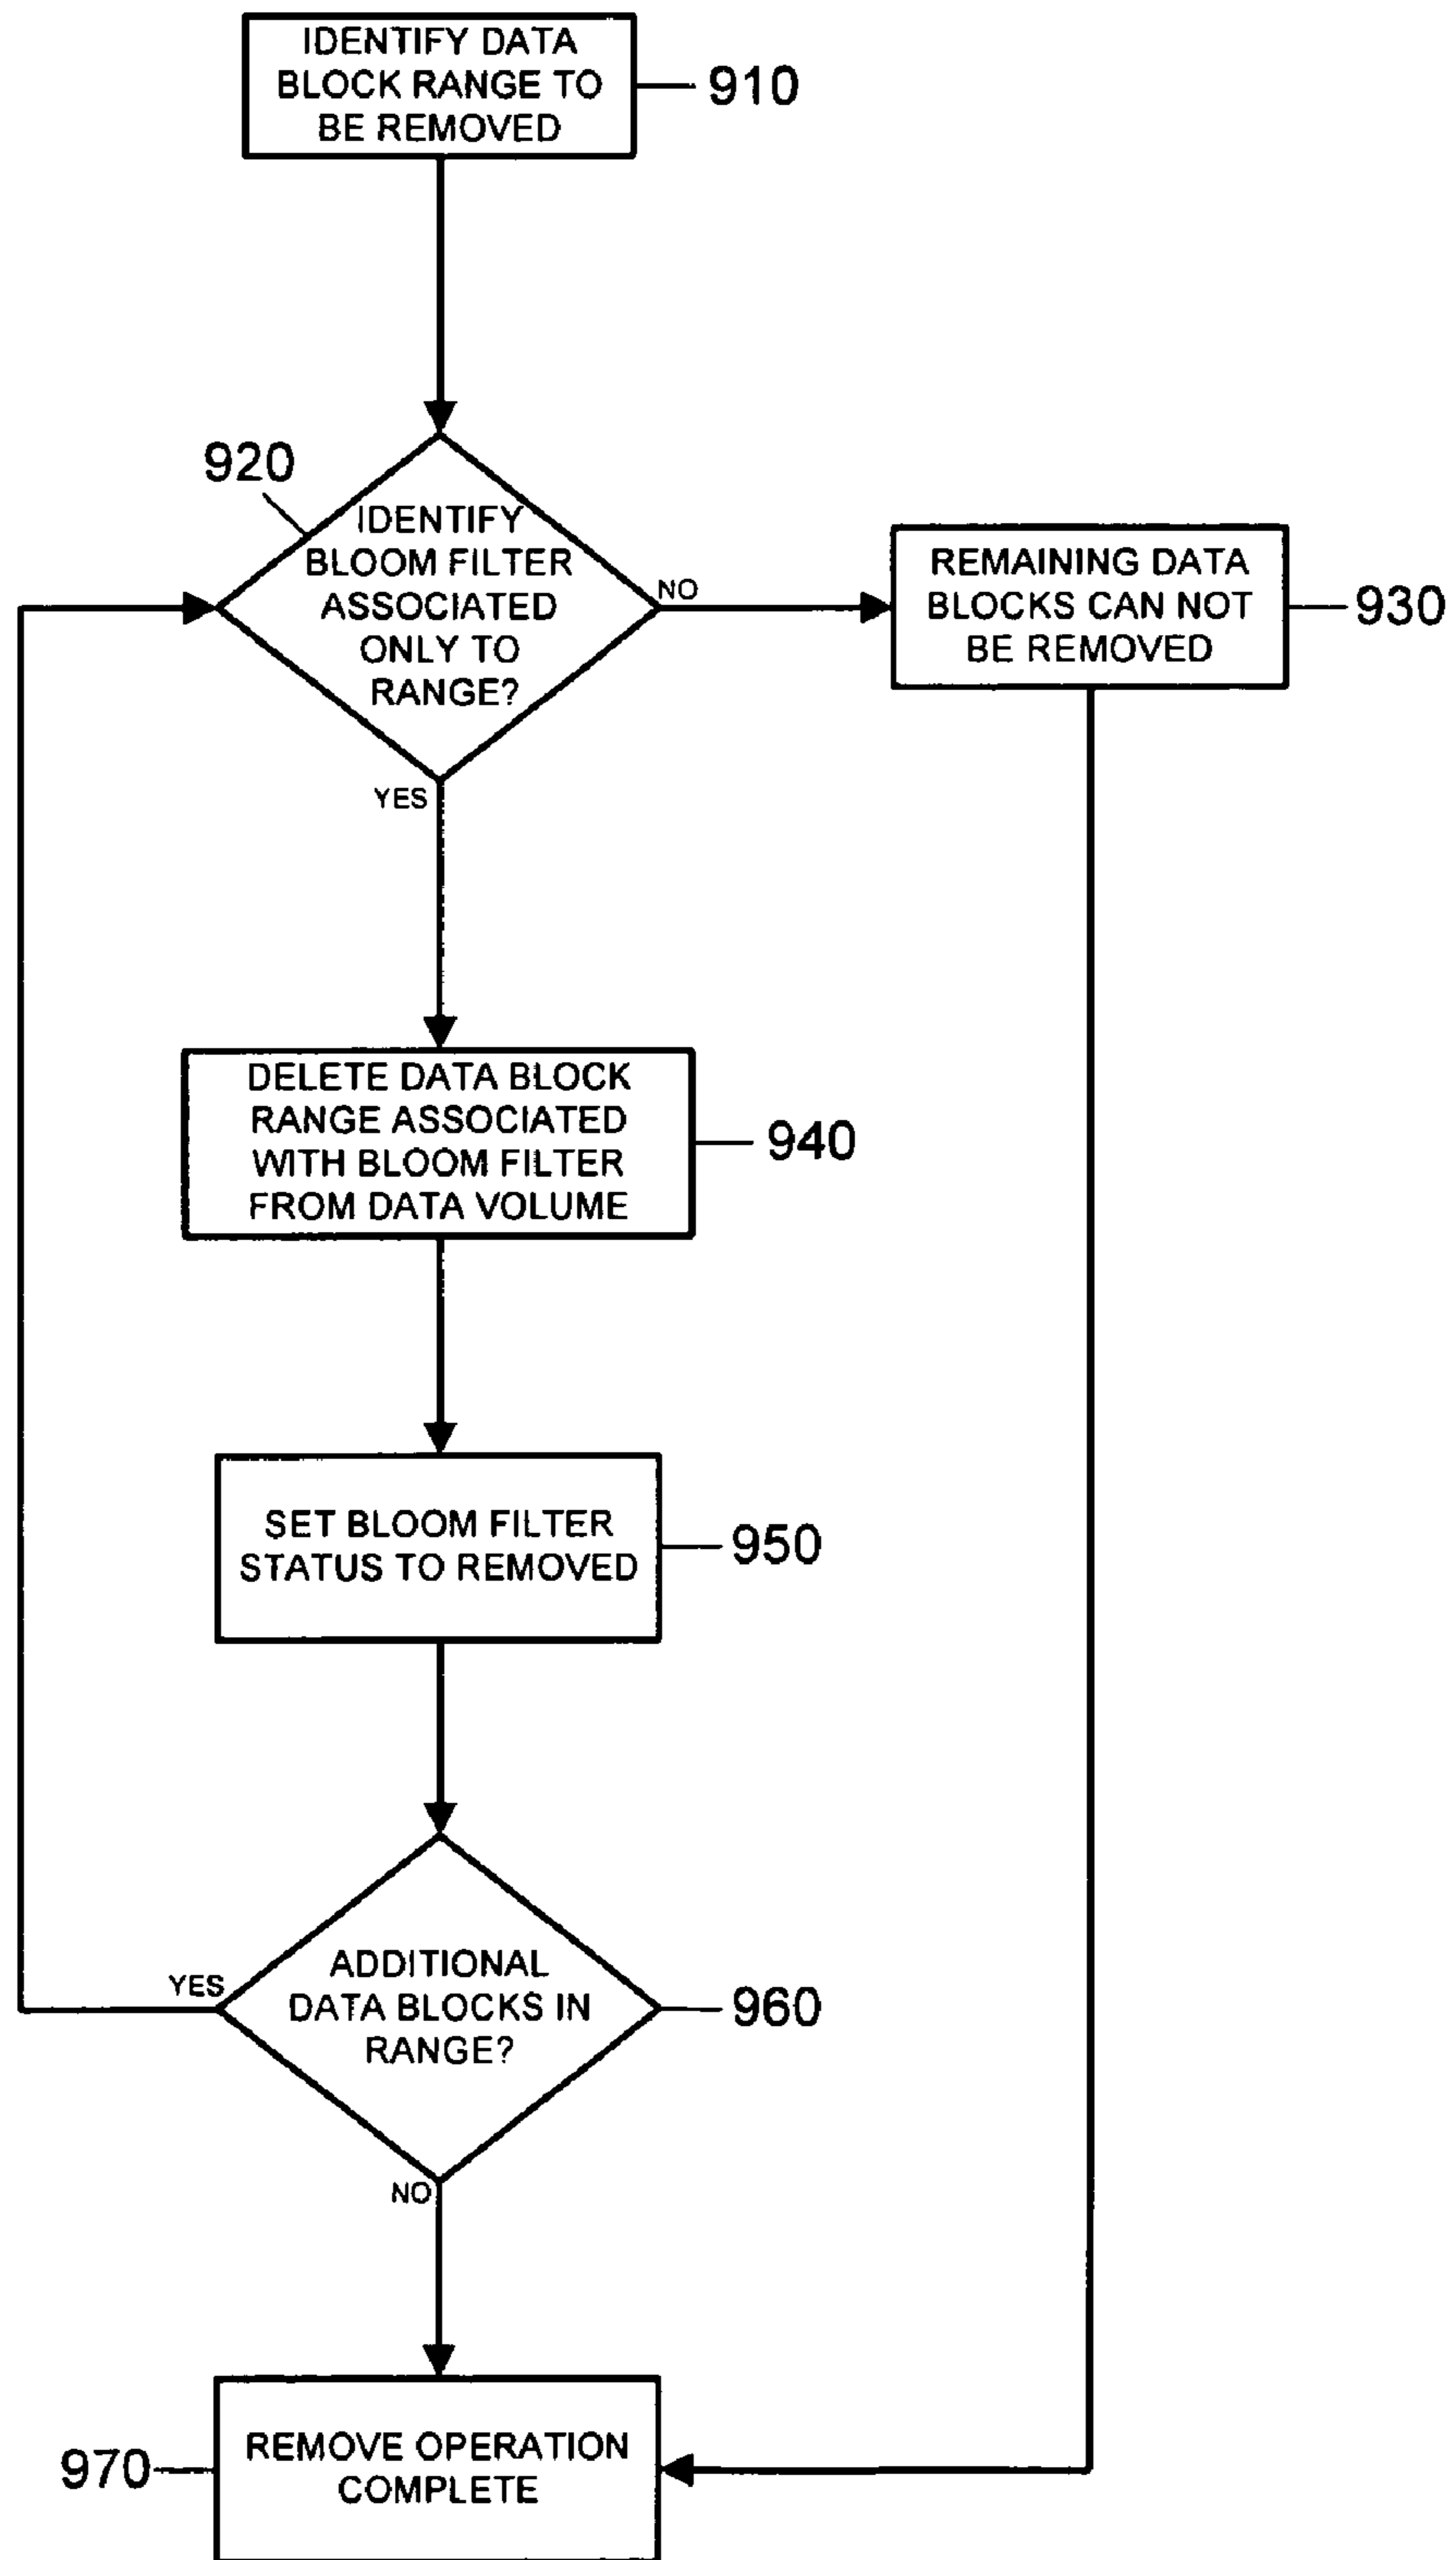 IDENTIFY DATA
BLOCK RANGE TO
BE REMOVED
910
920
IDENTIFY
BLOOM FILTER
ASSOCIATED
ONLY TO
RANGE?
NO
REMAINING DATA
BLOCKS CAN NOT
BE REMOVED
930
YES
DELETE DATA BLOCK
RANGE ASSOCIATED
WITH BLOOM FILTER
FROM DATA VOLUME
940
SET BLOOM FILTER
STATUS TO REMOVED
950
YES
ADDITIONAL
DATA BLOCKS IN
RANGE?
960
NO
REMOVE OPERATION
COMPLETE
970